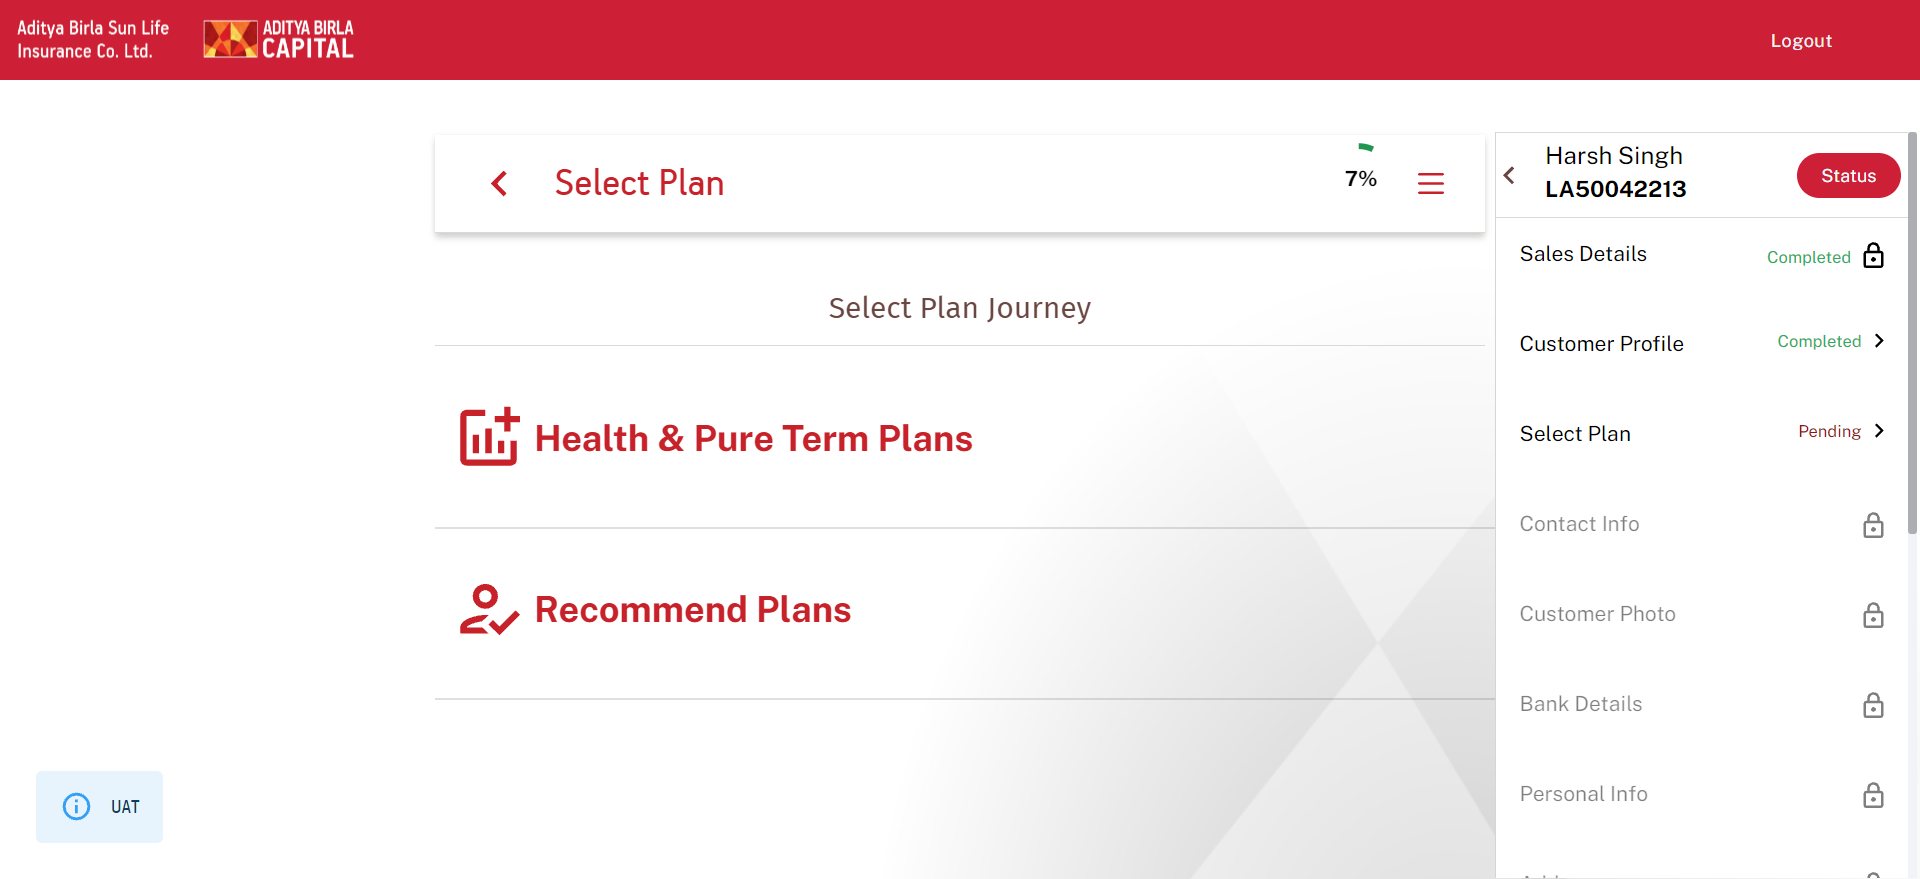 Aditya Birla Sun Life
Insurance Co. Ltd.
ADITYA BIRLA
CAPITAL
Logout
Select Plan
7%
Select Plan Journey
Health & Pure Term Plans
Recommend Plans
UAT
Harsh Singh
LA50042213
Status
Sales Details
Completed
Customer Profile
Completed
Select Plan
Pending
Contact Info
Customer Photo
Bank Details
Personal Info